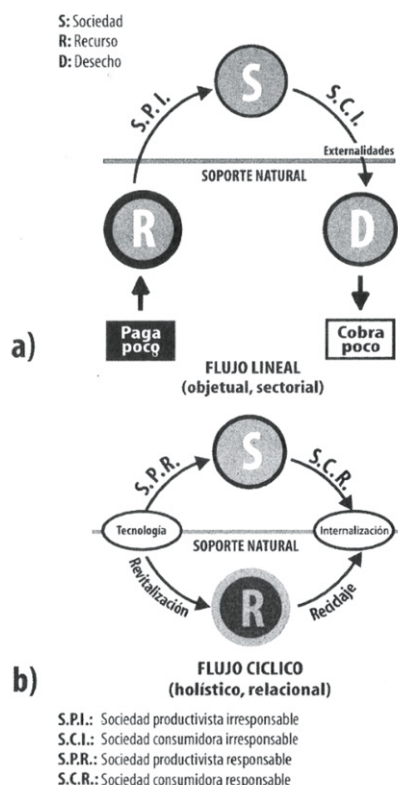 S: Sociedad
R: Recurso
D: Desecho
S
S.P.I.
S.C.I.
Externalidades
SOPORTE NATURAL
R
D
Paga
poco
Cobra
poco
a)
FLUJO LINEAL
(objetual, sectorial)
S
S.P.R.
S.C.R.
Tecnología
Internalización
SOPORTE NATURAL
Revitalización
Reciclaje
R
b)
FLUJO CICLICO
(holístico, relacional)
S.P.I.: Sociedad productivista irresponsable
S.C.I.: Sociedad consumidora irresponsable
S.P.R.: Sociedad productivista responsable
S.C.R.: Sociedad consumidora responsable